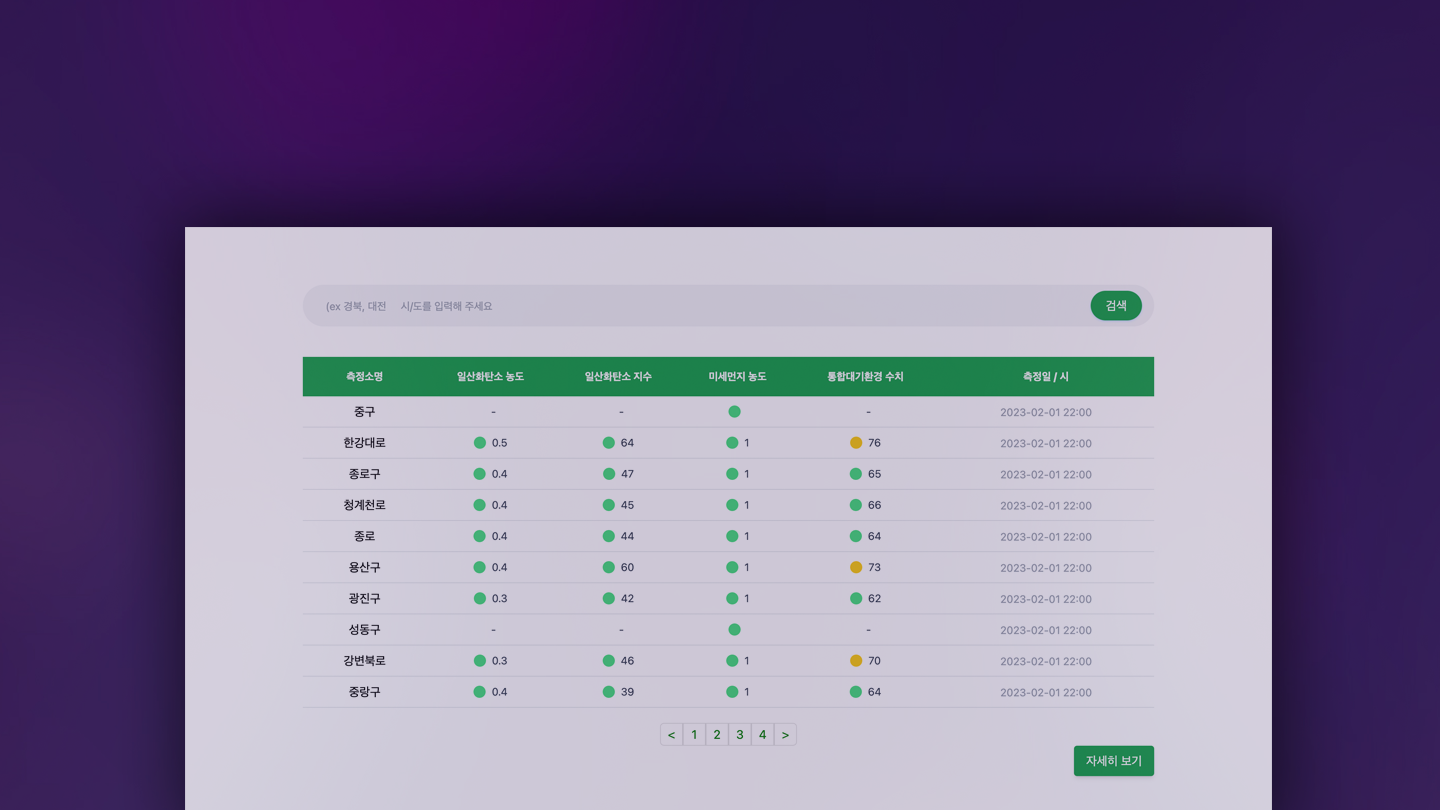 (ex 경북, 대전 시/도를 입력해 주세요 검색
측정소명 일산화탄소 농도 일산화탄소 지수 미세먼지 농도 통합대기환경 수치 측정일 / 시
중구 - - - 2023-02-01 22:00
한강대로 0.5 64 1 76 2023-02-01 22:00
종로구 0.4 47 1 65 2023-02-01 22:00
청계천로 0.4 45 1 66 2023-02-01 22:00
종로 0.4 44 1 64 2023-02-01 22:00
용산구 0.4 60 1 73 2023-02-01 22:00
광진구 0.3 42 1 62 2023-02-01 22:00
성동구 - - - 2023-02-01 22:00
강변북로 0.3 46 1 70 2023-02-01 22:00
중랑구 0.4 39 1 64 2023-02-01 22:00
< 1 2 3 4 >
자세히 보기